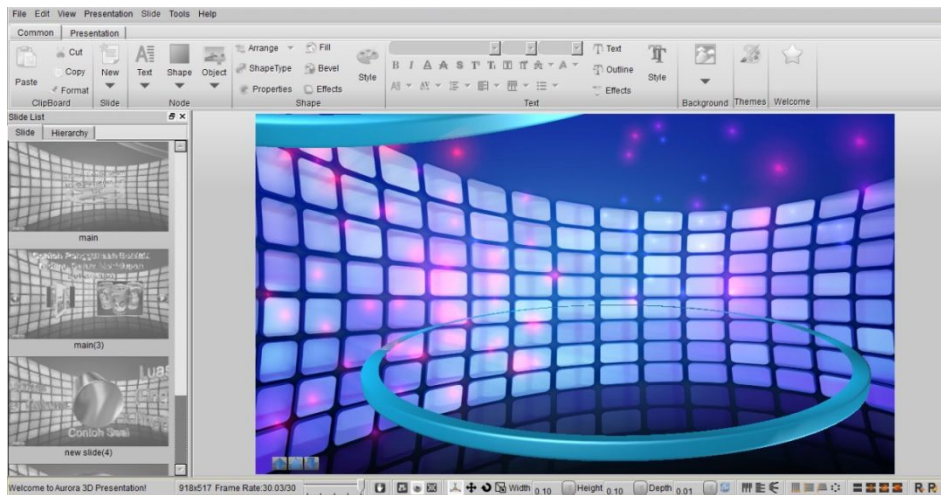 File Edit View Presentation Slide Tools Help
Common Presentation
Cut
Copy
Format
Paste
ClipBoard
New
Slide
Text Shape Object
Node
Arrange
ShapeType
Properties
Fill
Bevel
Effects
Style
Shape
B I
Text
Outline
Effects
Style
Text
Background
Themes
Welcome
Slide List
Slide Hierarchy
main
main(3)
Luas
Contoh Soal
new slide(4)
Welcome to Aurora 3D Presentation! 918x517 Frame Rate:30.03/30 Width 0.10 Height 0.10 Depth 0.01